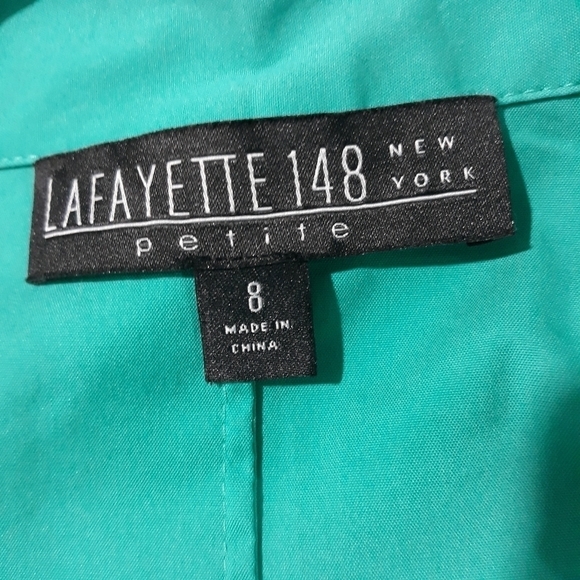 LAFAYETTE 148 NEW YORK
petite
8
MADE IN
CHINA